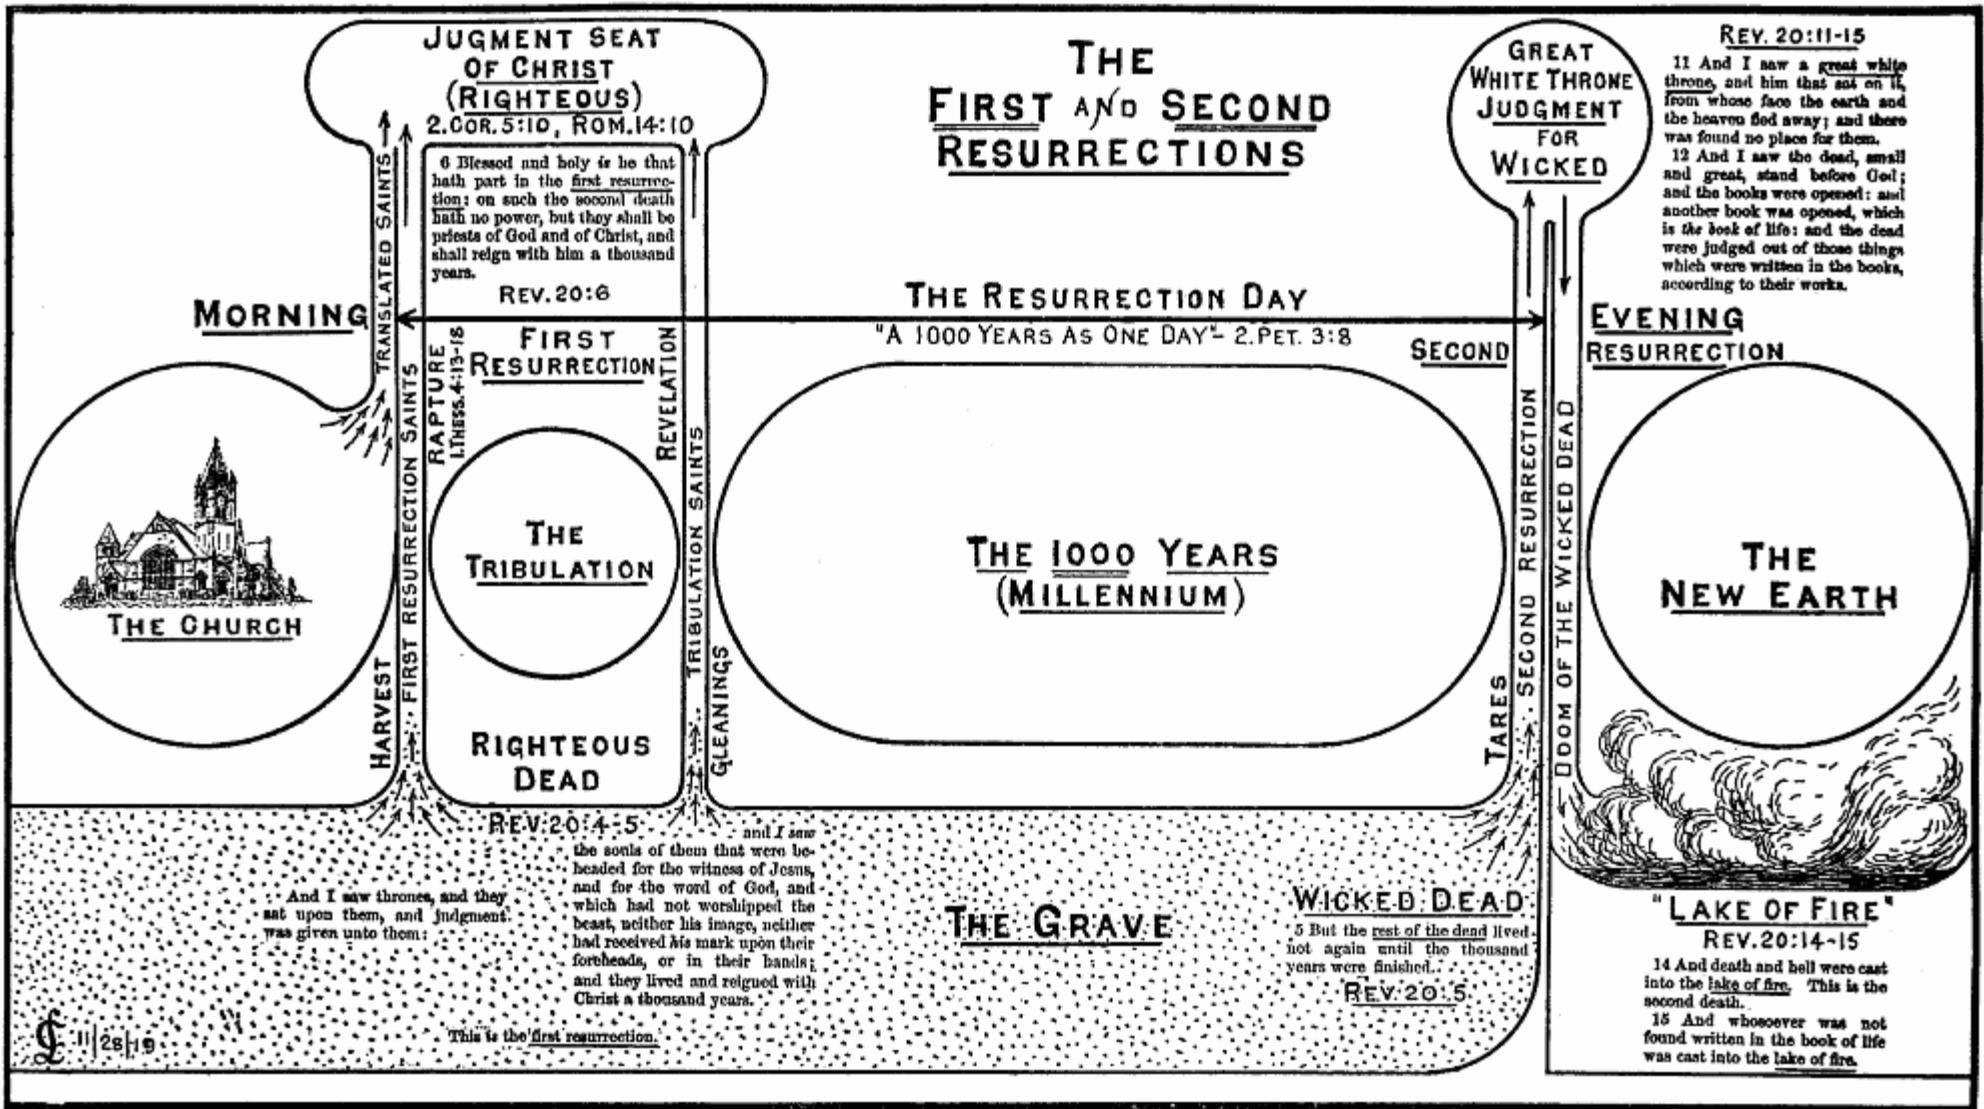 JUGMENT SEAT
OF CHRIST
(RIGHTEOUS)
2.COR.5:10, ROM.14:10
6 Blessed and holy is he that
hath part in the first resurrec-
tion: on such the second death
hath no power, but they shall be
priests of God and of Christ, and
shall reign with him a thousand
years.
REV. 20:6
THE
FIRST AND SECOND
RESURRECTIONS
GREAT
WHITE THRONE
JUDGMENT
FOR
WICKED
REV. 20:11-15
11 And I saw a great white
throne, and him that sat on it,
from whose face the earth and
the heaven fled away; and there
was found no place for them.
12 And I saw the dead, small
and great, stand before God;
and the books were opened: and
another book was opened, which
is the book of life: and the dead
were judged out of those things
which were written in the books,
according to their works.
MORNING
TRANSLATED SAINTS
THE RESURRECTION DAY
"A 1000 YEARS AS ONE DAY"- 2.PET. 3:8
EVENING
FIRST
RESURRECTION
SECOND
RESURRECTION
RAPTURE
1.THESS.4:13-18
REVELATION
THE CHURCH
HARVEST
FIRST RESURRECTION SAINTS
THE
TRIBULATION
RIGHTEOUS
DEAD
TRIBULATION SAINTS
GLEANINGS
THE 1000 YEARS
(MILLENNIUM)
TARES
SECOND RESURRECTION
DOOM OF THE WICKED DEAD
THE
NEW EARTH
REV.20:4-5
And I saw thrones, and they
sat upon them, and judgment
was given unto them:
and I saw
the souls of them that were be-
headed for the witness of Jesus,
and for the word of God, and
which had not worshipped the
beast, neither his image, neither
had received his mark upon their
foreheads, or in their hands;
and they lived and reigned with
Christ a thousand years.
This is the first resurrection.
THE GRAVE
WICKED DEAD
5 But the rest of the dead lived
not again until the thousand
years were finished.
REV. 20:5
"LAKE OF FIRE"
REV.20:14-15
14 And death and hell were cast
into the lake of fire. This is the
second death.
15 And whosoever was not
found written in the book of life
was cast into the lake of fire.
11/28/19